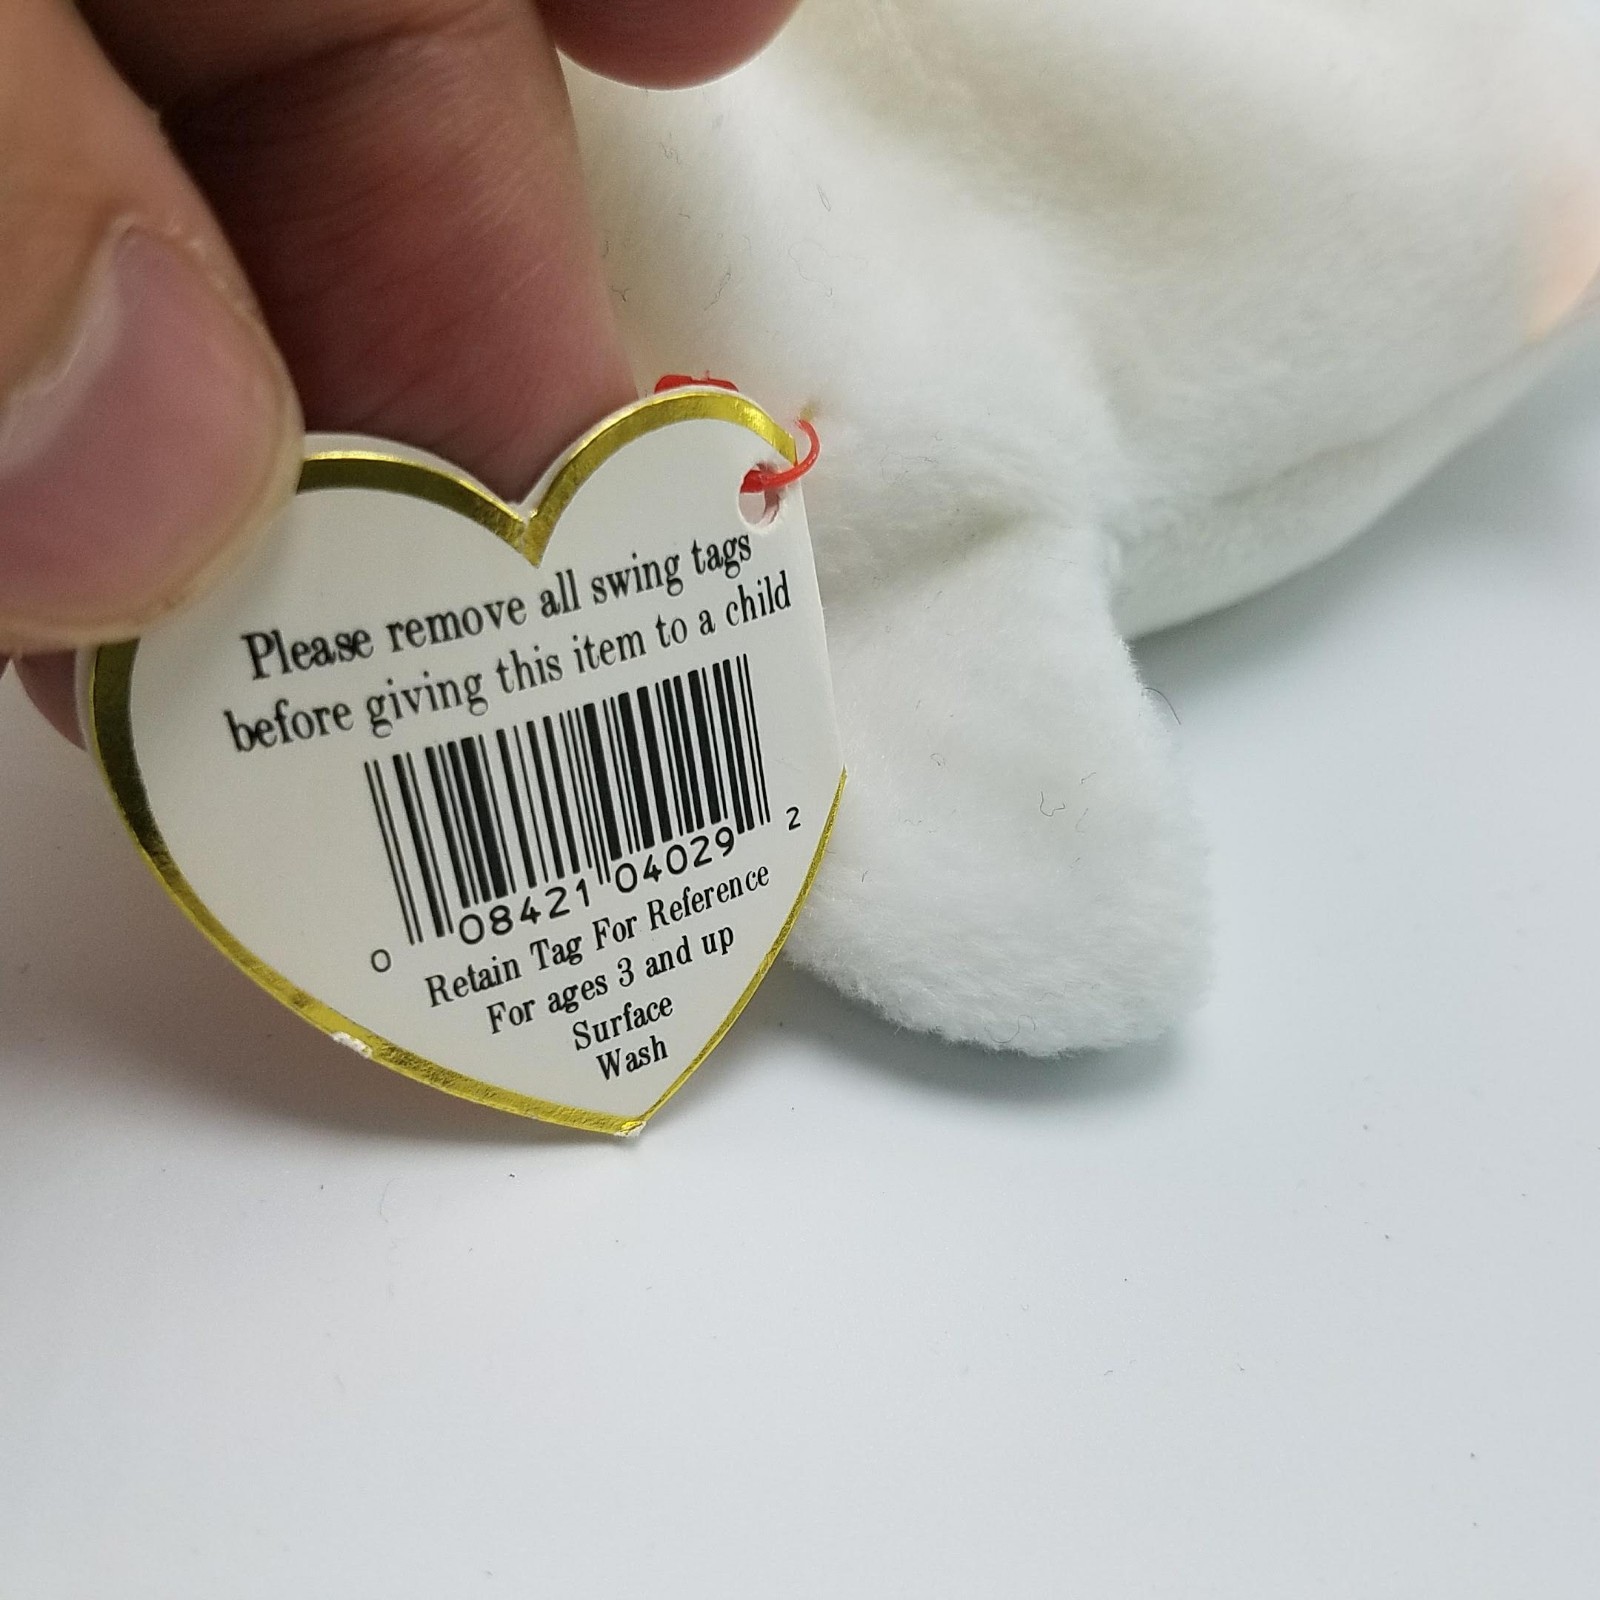 Please remove all swing tags
before giving this item to a child
0 08421 04029 2
Retain Tag For Reference
For ages 3 and up
Surface
Wash